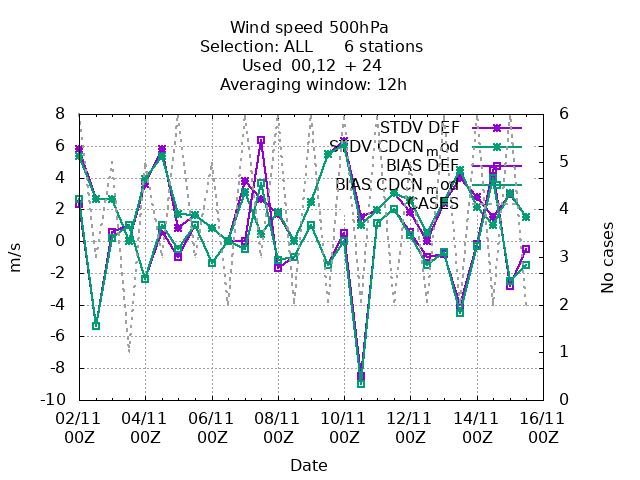 Wind speed 500hPa
Selection: ALL 6 stations
Used 00,12 + 24
Averaging window: 12h
STDV DEF
STDV CDCN_mod
BIAS DEF
BIAS CDCN_mod
CASES
8
6
4
2
0
-2
-4
-6
-8
-10
m/s
6
5
4
3
2
1
0
No cases
02/11 04/11 06/11 08/11 10/11 12/11 14/11 16/11
00Z 00Z 00Z 00Z 00Z 00Z 00Z 00Z
Date